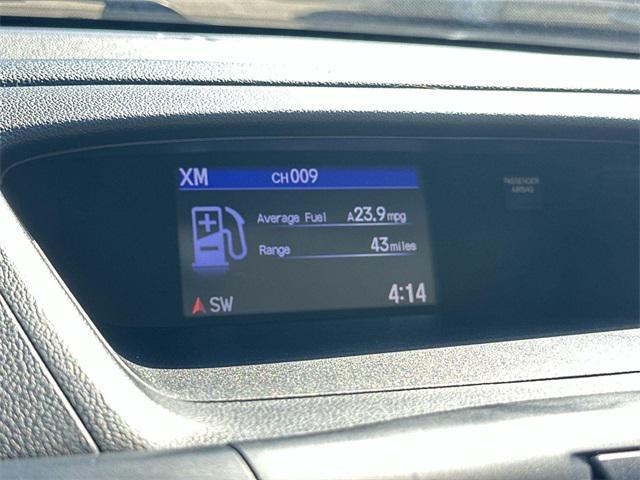 XM CH009
PASSENGER
AIRBAG
Average Fuel A23.9mpg
Range 43miles
SW 4:14